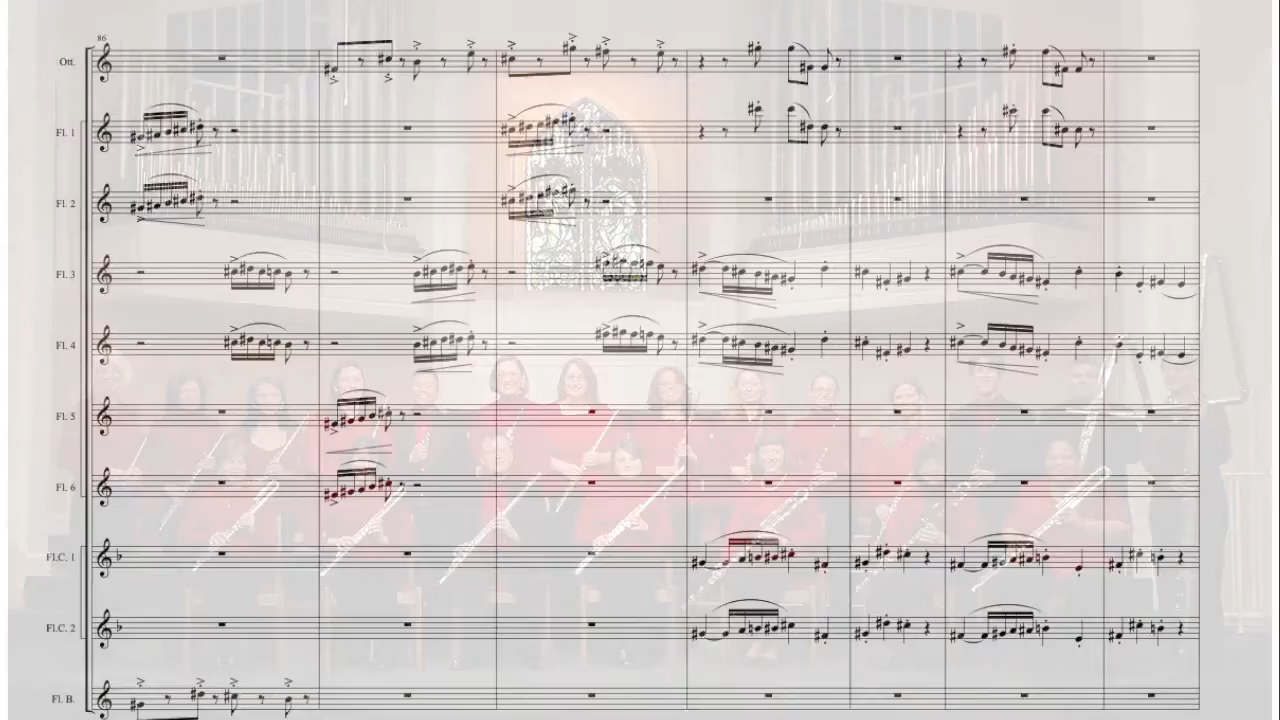 86
Ott.
Fl. 1
Fl. 2
Fl. 3
Fl. 4
Fl. 5
Fl. 6
Fl.C. 1
Fl.C. 2
Fl. B.